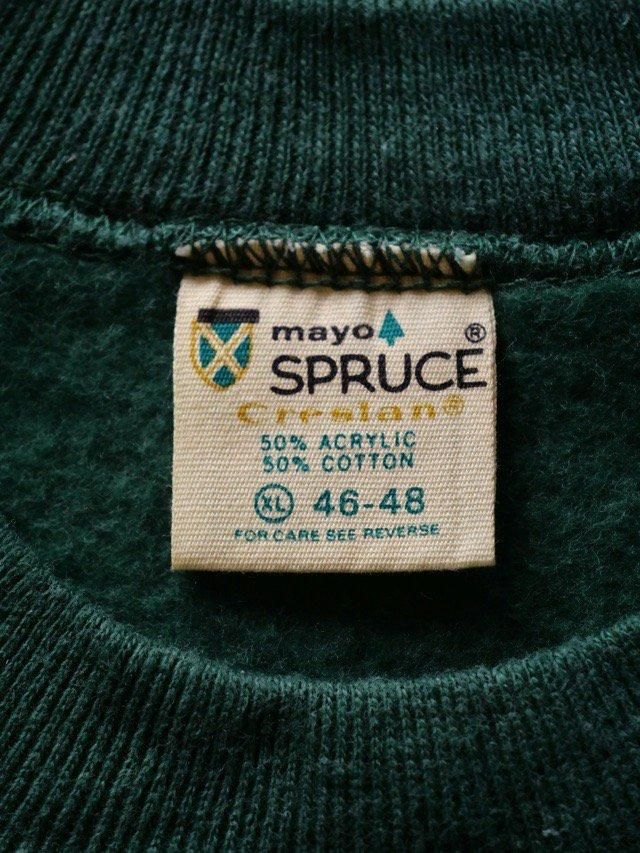 mayo
SPRUCE®
Creslan®
50% ACRYLIC
50% COTTON
XL 46-48
FOR CARE SEE REVERSE